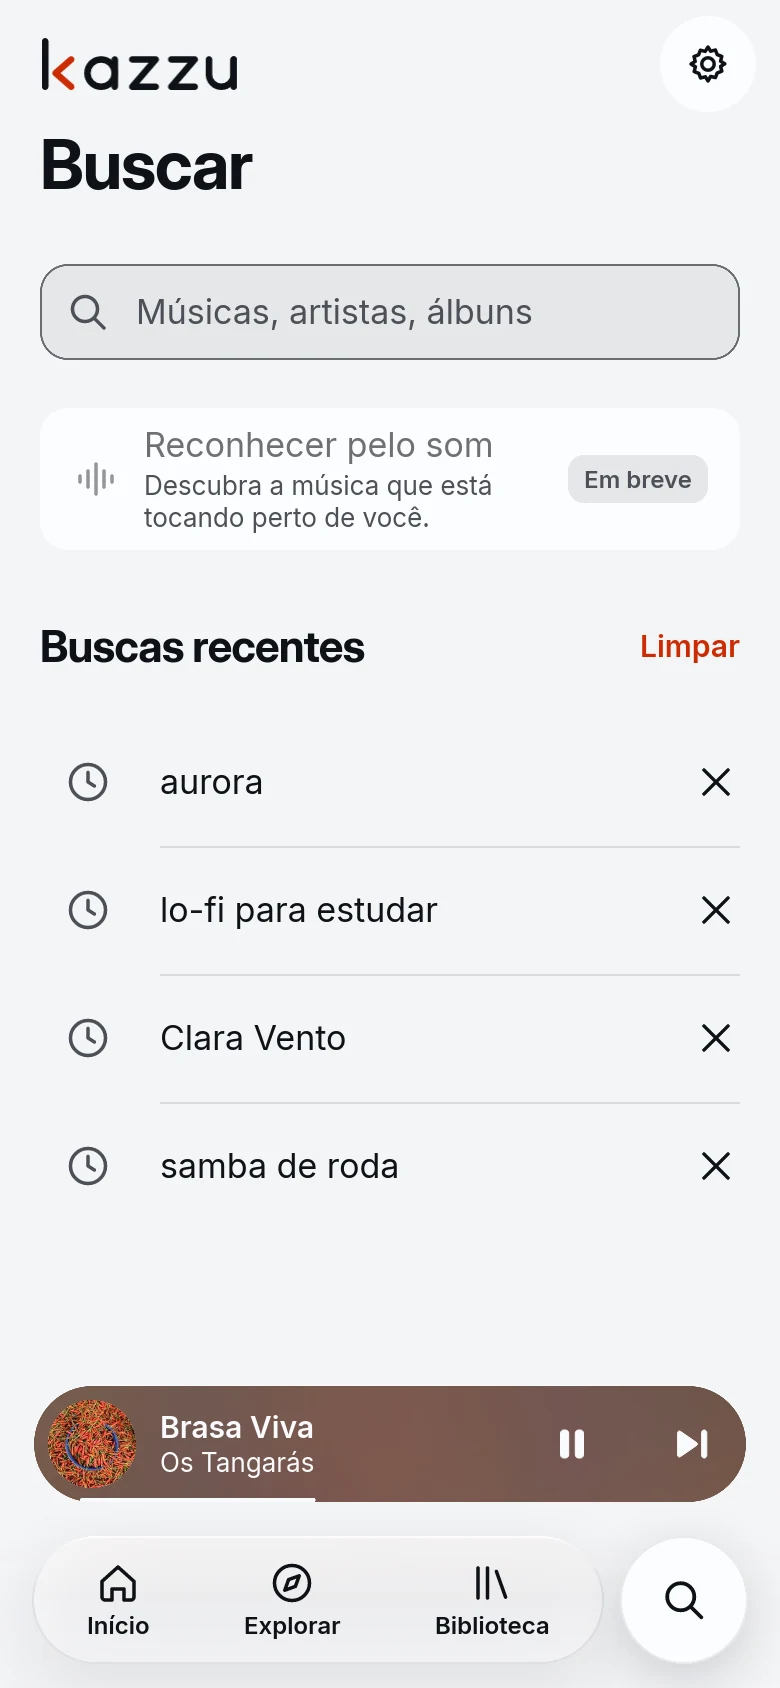 kazzu
Buscar
Músicas, artistas, álbuns
Reconhecer pelo som
Descubra a música que está
tocando perto de você.
Em breve
Buscas recentes
Limpar
aurora
lo-fi para estudar
Clara Vento
samba de roda
Brasa Viva
Os Tangarás
Início
Explorar
Biblioteca